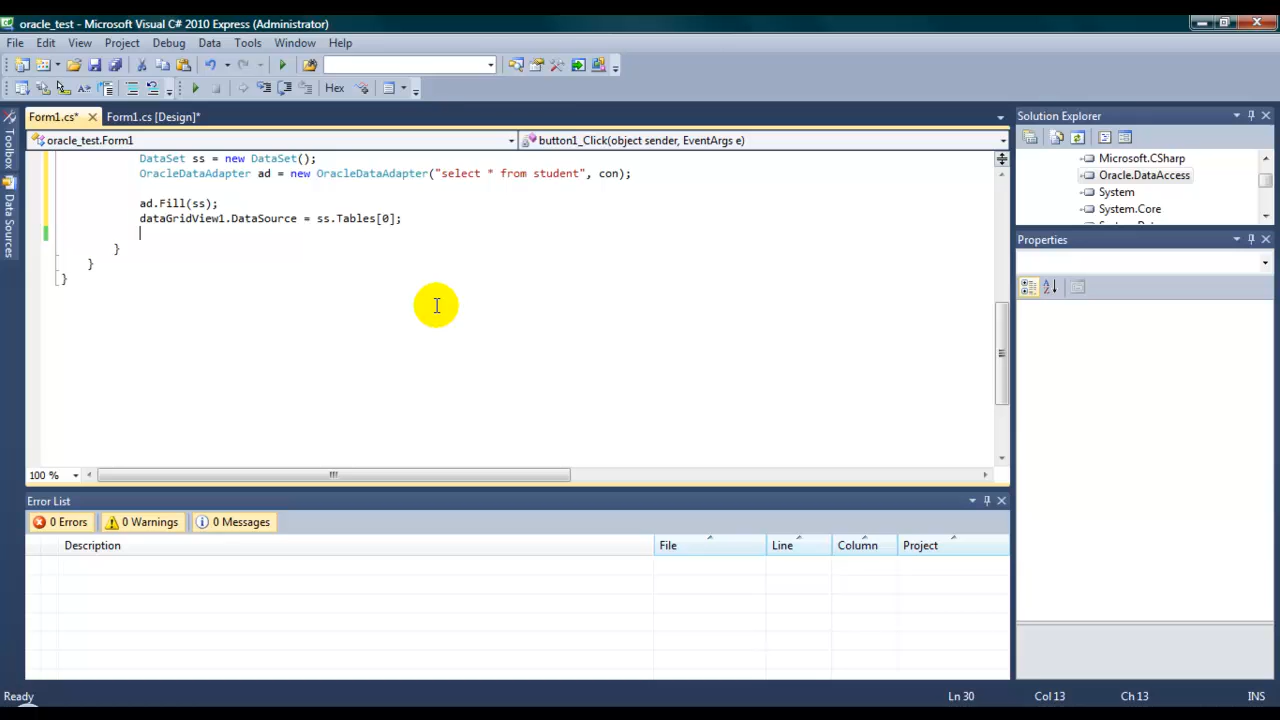 oracle_test - Microsoft Visual C# 2010 Express (Administrator)
File Edit View Project Debug Data Tools Window Help
Hex
Form1.cs* Form1.cs [Design]*
oracle_test.Form1 button1_Click(object sender, EventArgs e)
DataSet ss = new DataSet();
OracleDataAdapter ad = new OracleDataAdapter("select * from student", con);
ad.Fill(ss);
dataGridView1.DataSource = ss.Tables[0];
}
}
}
100 %
Toolbox
Data Sources
Solution Explorer
Microsoft.CSharp
Oracle.DataAccess
System
System.Core
Properties
Error List
0 Errors 0 Warnings 0 Messages
Description File Line Column Project
Ready Ln 30 Col 13 Ch 13 INS